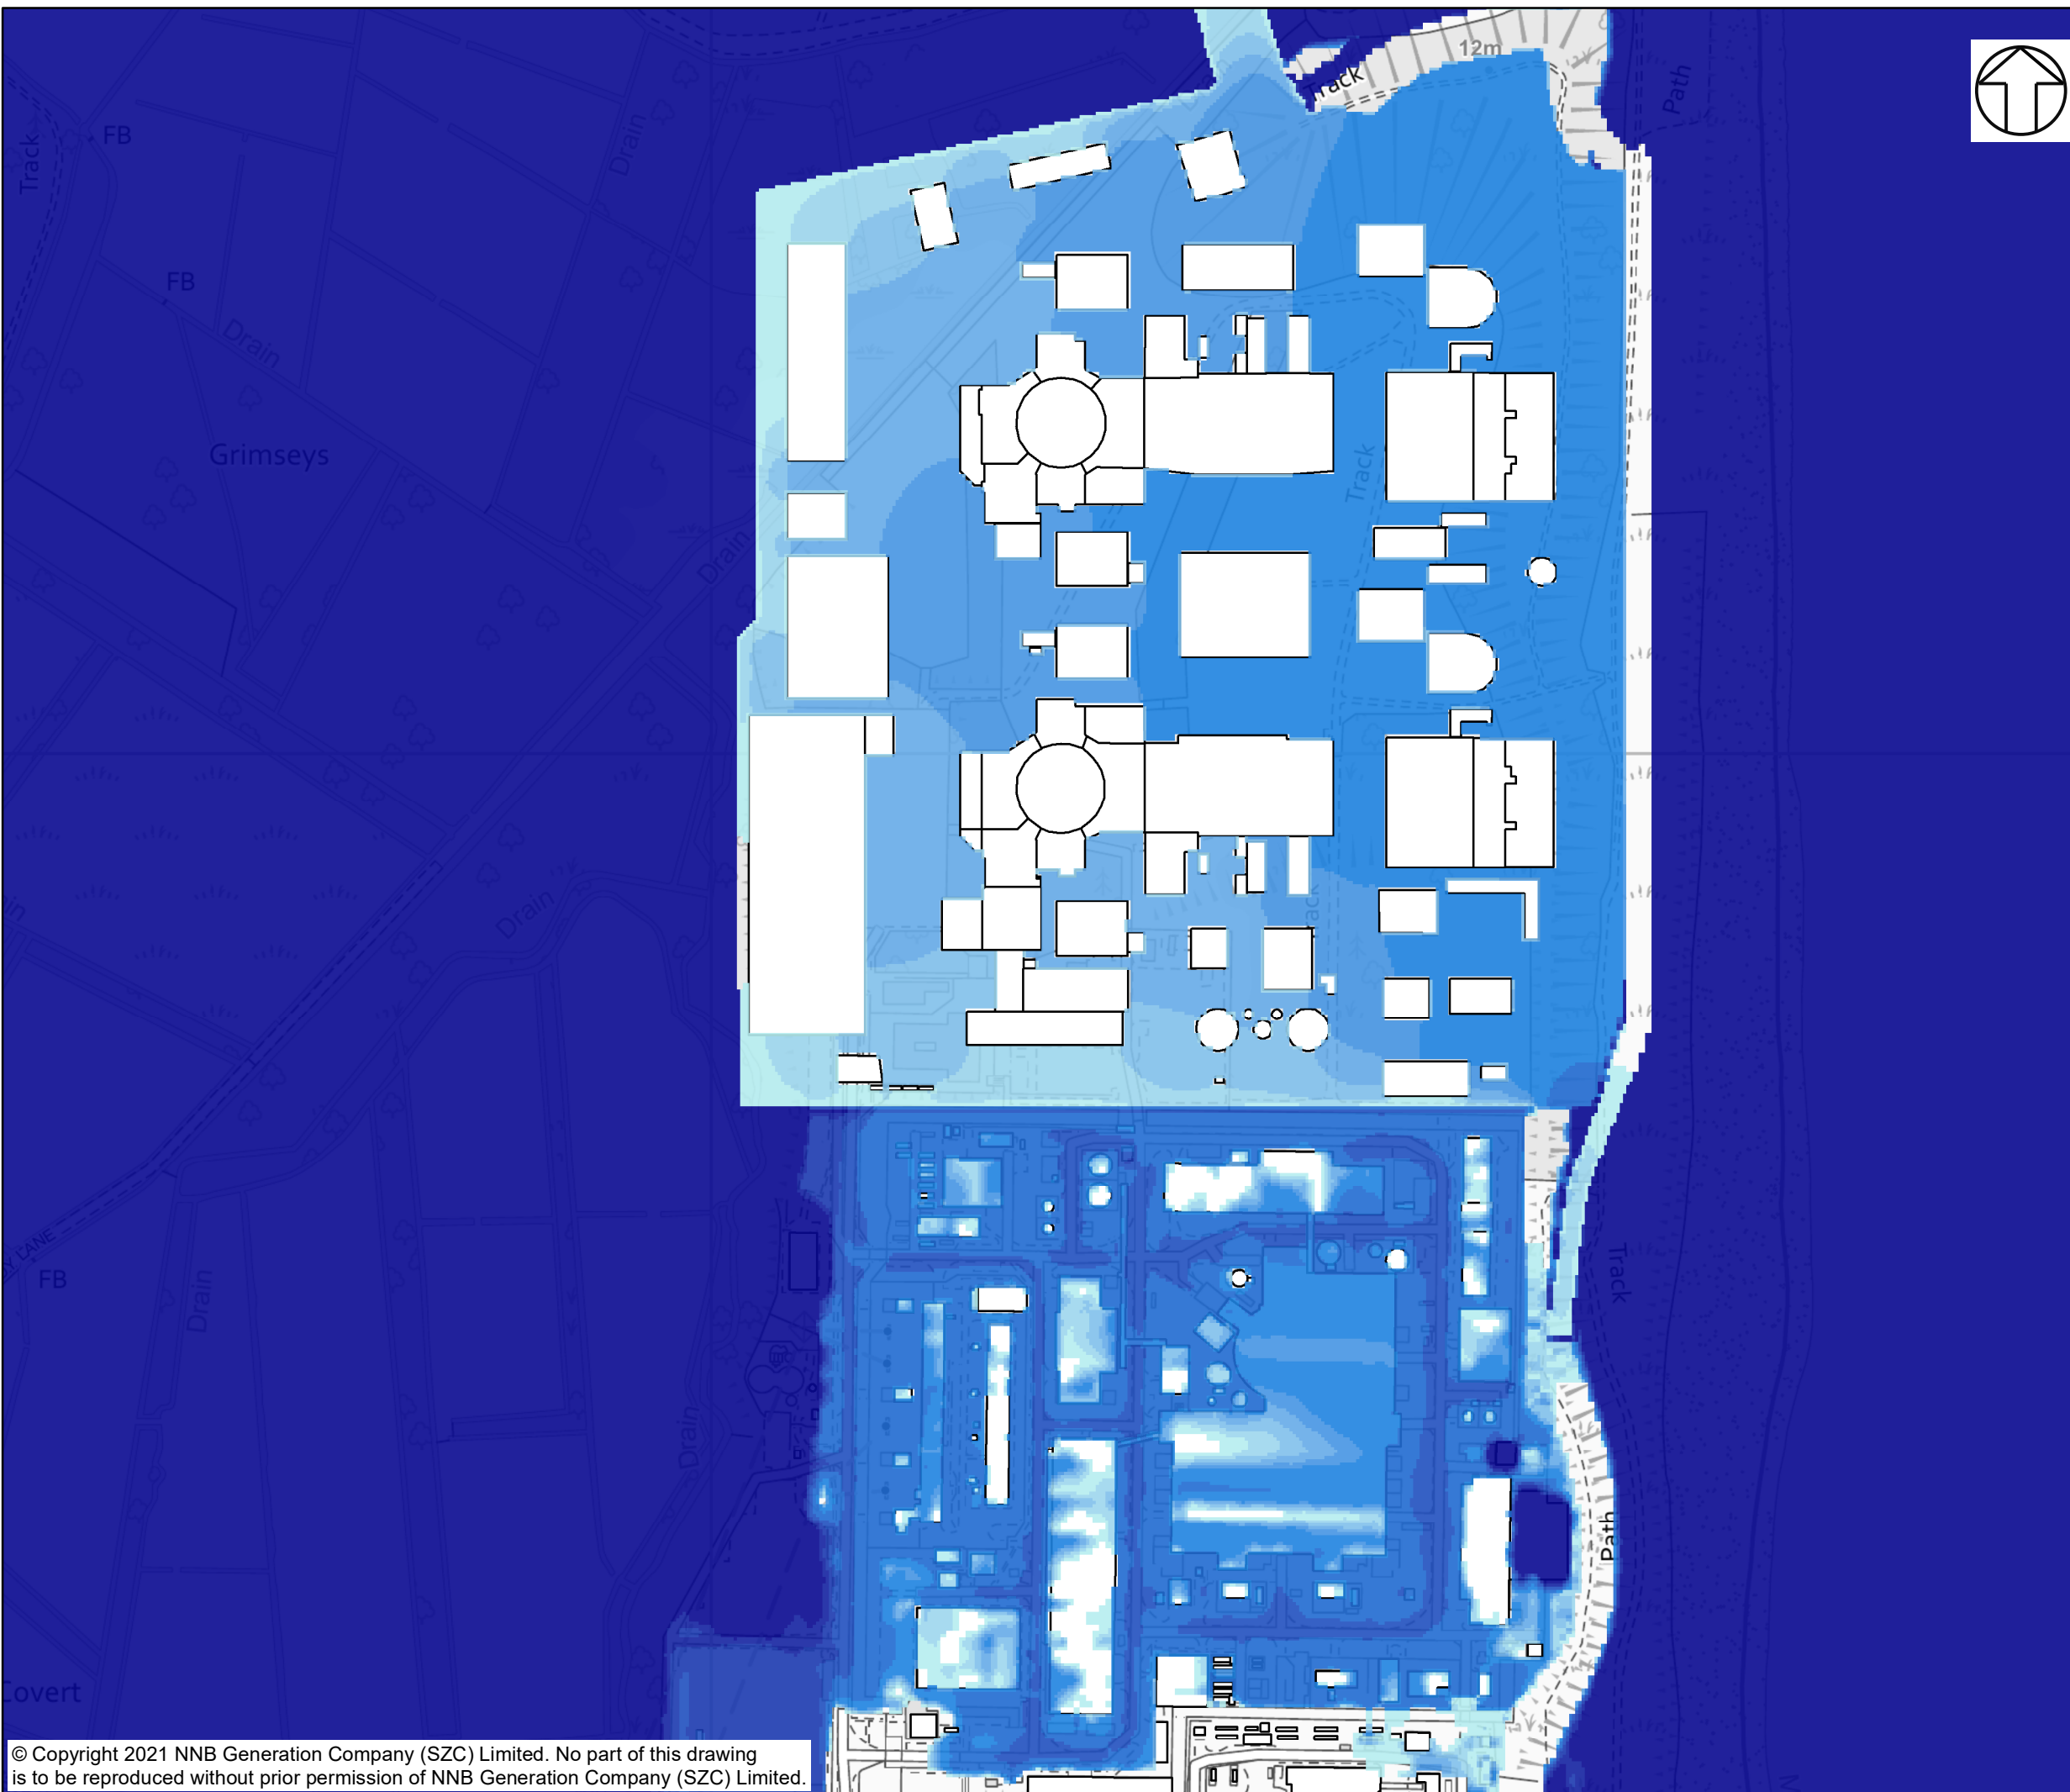 12m
Track
Path
FB
Drain
Track
FB
Drain
Grimseys
Track
Drain
Track
Drain
Drain
FB
Drain
Track
Drain
Path
Covert
© Copyright 2021 NNB Generation Company (SZC) Limited. No part of this drawing
is to be reproduced without prior permission of NNB Generation Company (SZC) Limited.